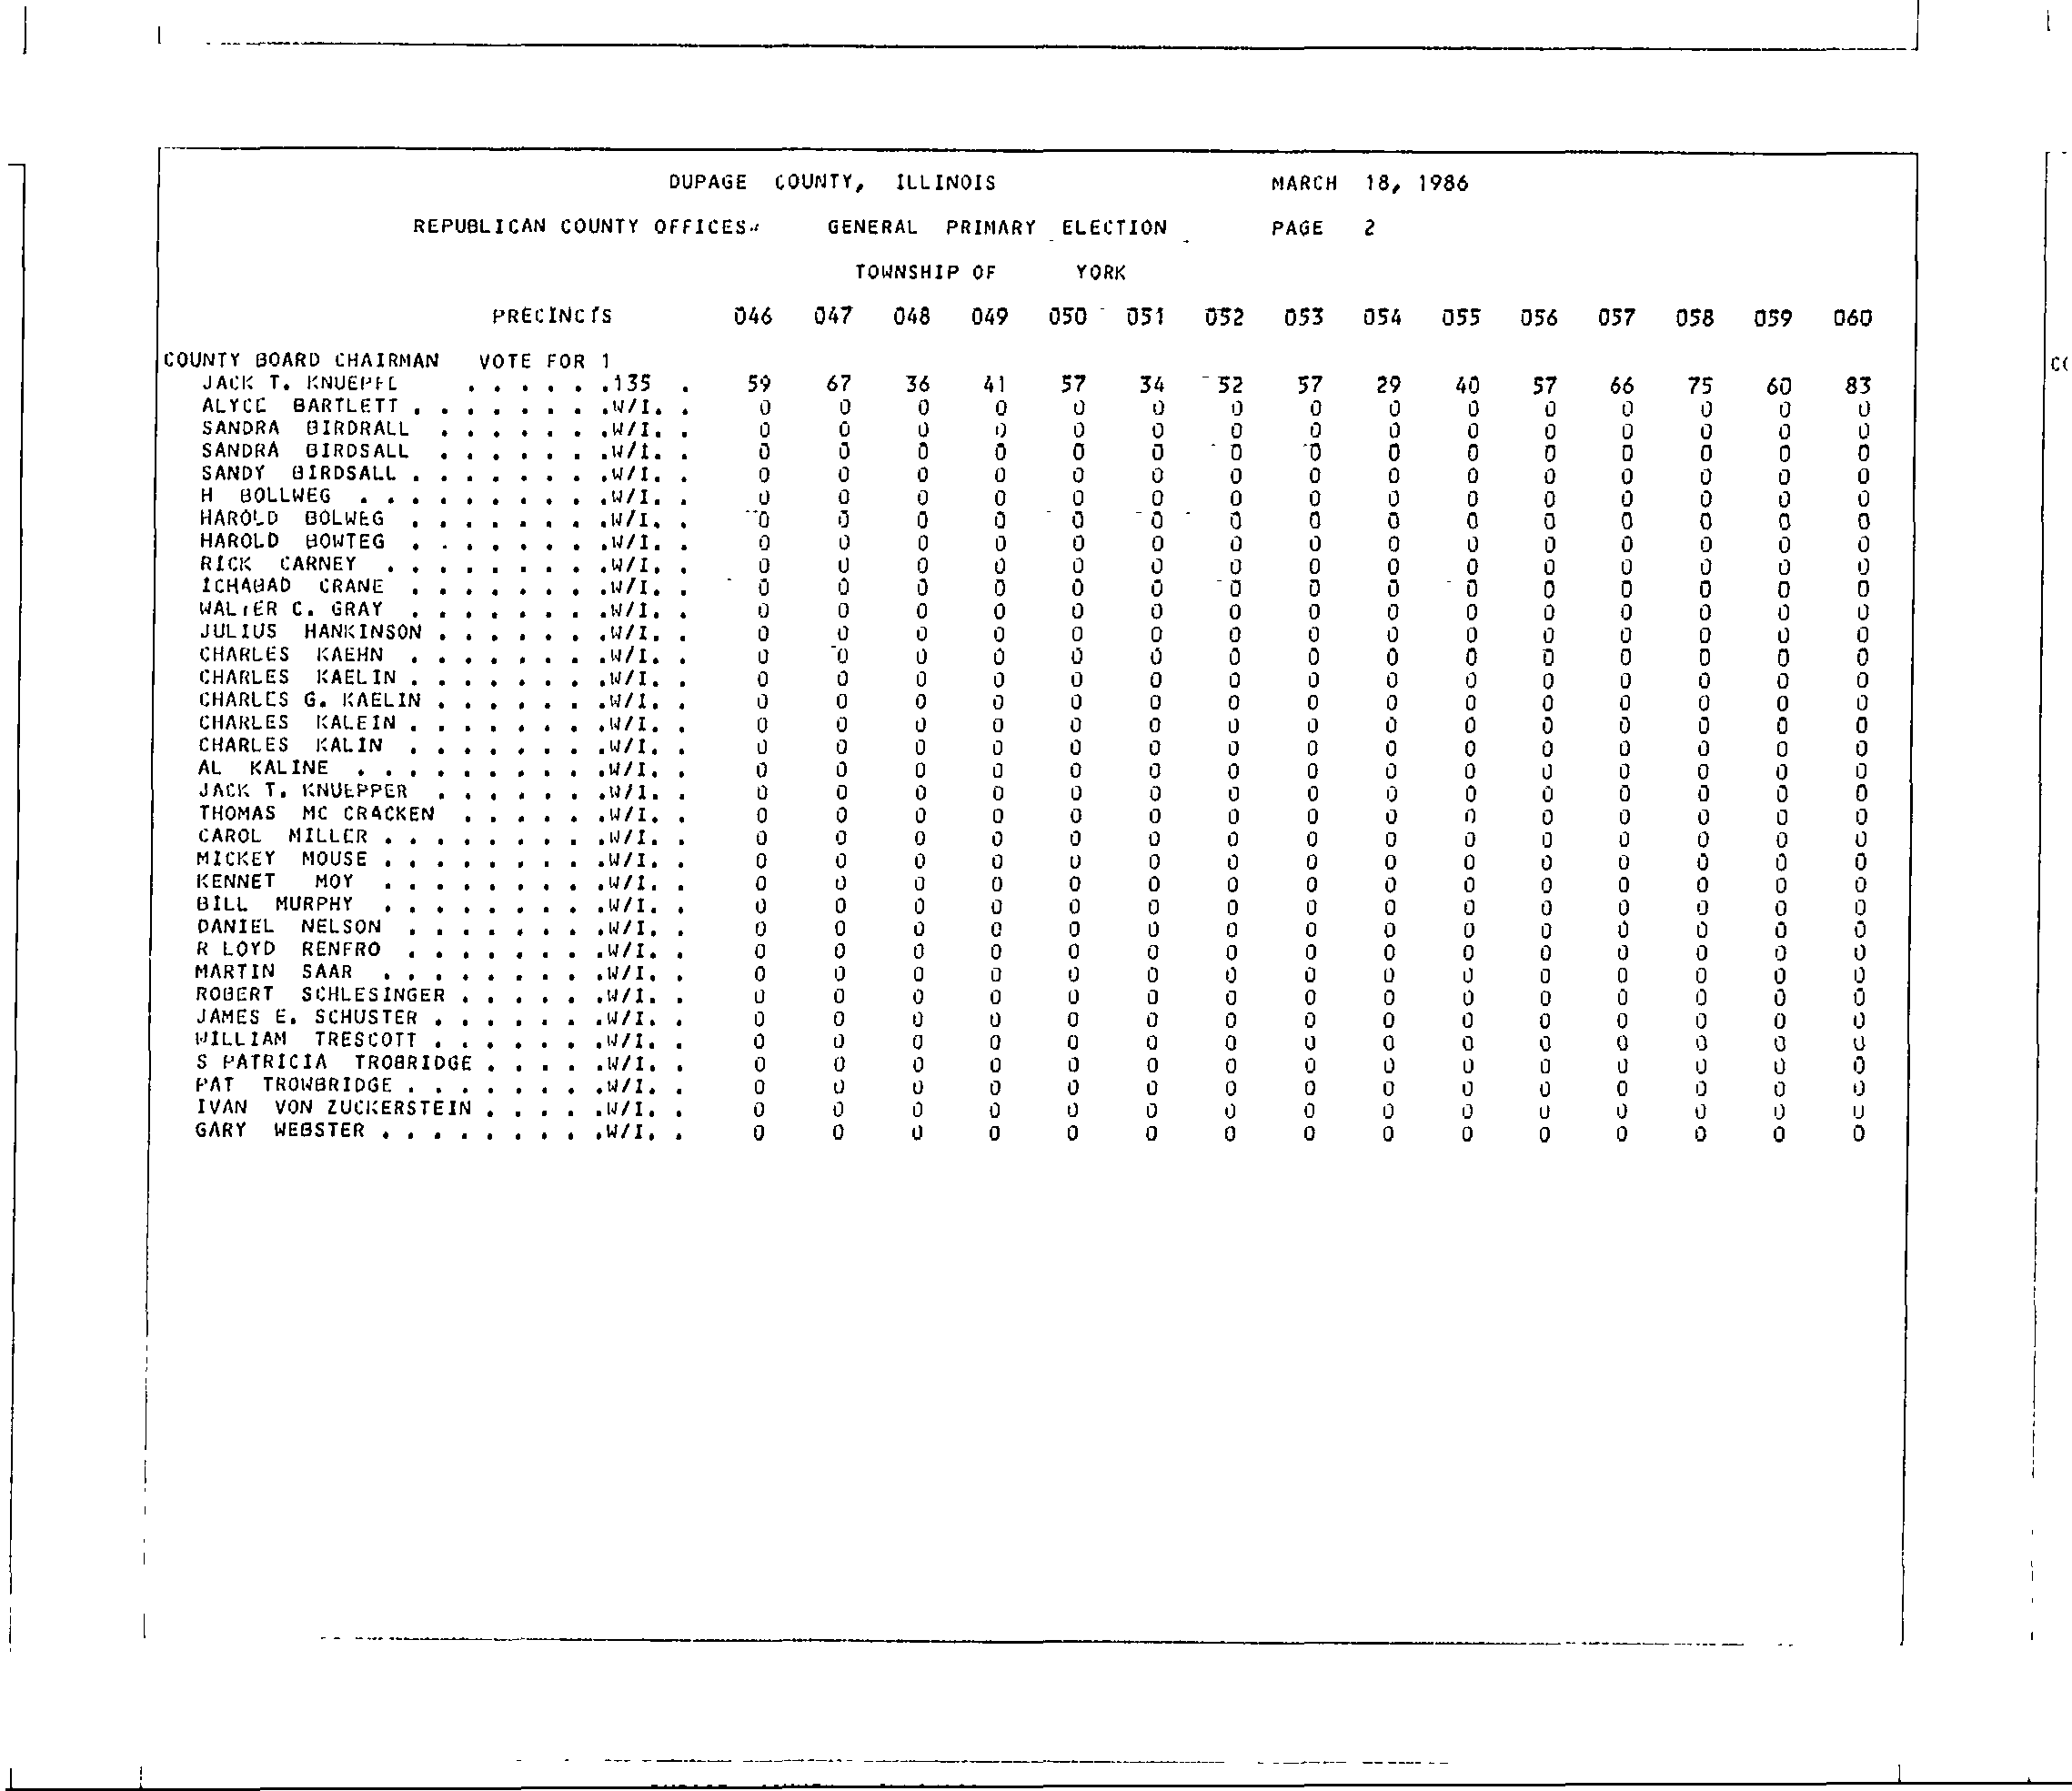 DUPAGE COUNTY, ILLINOIS MARCH 18, 1986
REPUBLICAN COUNTY OFFICES GENERAL PRIMARY ELECTION PAGE 2
TOWNSHIP OF YORK
PRECINCTS 046 047 048 049 050 051 052 053 054 055 056 057 058 059 060
COUNTY BOARD CHAIRMAN VOTE FOR 1
JACK T. KNUEPFL . . . . . .135 . 59 67 36 41 57 34 52 57 29 40 57 66 75 60 83
ALYCE BARTLETT . . . . . . . .W/I. . 0 0 0 0 0 0 0 0 0 0 0 0 0 0 0
SANDRA BIRDRALL . . . . . . .W/I. . 0 0 0 0 0 0 0 0 0 0 0 0 0 0 0
SANDRA BIRDSALL . . . . . . .W/I. . 0 0 0 0 0 0 0 0 0 0 0 0 0 0 0
SANDY BIRDSALL . . . . . . . .W/I. . 0 0 0 0 0 0 0 0 0 0 0 0 0 0 0
H BOLLWEG . . . . . . . . . .W/I. . 0 0 0 0 0 0 0 0 0 0 0 0 0 0 0
HAROLD BOLWEG . . . . . . . .W/I. . 0 0 0 0 0 0 0 0 0 0 0 0 0 0 0
HAROLD BOWTEG . . . . . . . .W/I. . 0 0 0 0 0 0 0 0 0 0 0 0 0 0 0
RICK CARNEY . . . . . . . . .W/I. . 0 0 0 0 0 0 0 0 0 0 0 0 0 0 0
ICHABAD CRANE . . . . . . . .W/I. . 0 0 0 0 0 0 0 0 0 0 0 0 0 0 0
WALTER C. GRAY . . . . . . . .W/I. . 0 0 0 0 0 0 0 0 0 0 0 0 0 0 0
JULIUS HANKINSON . . . . . . .W/I. . 0 0 0 0 0 0 0 0 0 0 0 0 0 0 0
CHARLES KAEHN . . . . . . . .W/I. . 0 0 0 0 0 0 0 0 0 0 0 0 0 0 0
CHARLES KAELIN . . . . . . . .W/I. . 0 0 0 0 0 0 0 0 0 0 0 0 0 0 0
CHARLES G. KAELIN . . . . . . .W/I. . 0 0 0 0 0 0 0 0 0 0 0 0 0 0 0
CHARLES KALEIN . . . . . . . .W/I. . 0 0 0 0 0 0 0 0 0 0 0 0 0 0 0
CHARLES KALIN . . . . . . . .W/I. . 0 0 0 0 0 0 0 0 0 0 0 0 0 0 0
AL KALINE . . . . . . . . . .W/I. . 0 0 0 0 0 0 0 0 0 0 0 0 0 0 0
JACK T. KNUEPPER . . . . . . .W/I. . 0 0 0 0 0 0 0 0 0 0 0 0 0 0 0
THOMAS MC CRACKEN . . . . . .W/I. . 0 0 0 0 0 0 0 0 0 0 0 0 0 0 0
CAROL MILLER . . . . . . . . .W/I. . 0 0 0 0 0 0 0 0 0 0 0 0 0 0 0
MICKEY MOUSE . . . . . . . . .W/I. . 0 0 0 0 0 0 0 0 0 0 0 0 0 0 0
KENNET MOY . . . . . . . . .W/I. . 0 0 0 0 0 0 0 0 0 0 0 0 0 0 0
BILL MURPHY . . . . . . . . .W/I. . 0 0 0 0 0 0 0 0 0 0 0 0 0 0 0
DANIEL NELSON . . . . . . . .W/I. . 0 0 0 0 0 0 0 0 0 0 0 0 0 0 0
R LOYD RENFRO . . . . . . . .W/I. . 0 0 0 0 0 0 0 0 0 0 0 0 0 0 0
MARTIN SAAR . . . . . . . . .W/I. . 0 0 0 0 0 0 0 0 0 0 0 0 0 0 0
ROBERT SCHLESINGER . . . . . .W/I. . 0 0 0 0 0 0 0 0 0 0 0 0 0 0 0
JAMES E. SCHUSTER . . . . . . .W/I. . 0 0 0 0 0 0 0 0 0 0 0 0 0 0 0
WILLIAM TRESCOTT . . . . . . .W/I. . 0 0 0 0 0 0 0 0 0 0 0 0 0 0 0
S PATRICIA TROBRIDGE . . . . .W/I. . 0 0 0 0 0 0 0 0 0 0 0 0 0 0 0
PAT TROWBRIDGE . . . . . . . .W/I. . 0 0 0 0 0 0 0 0 0 0 0 0 0 0 0
IVAN VON ZUCKERSTEIN . . . . .W/I. . 0 0 0 0 0 0 0 0 0 0 0 0 0 0 0
GARY WEBSTER . . . . . . . . .W/I. . 0 0 0 0 0 0 0 0 0 0 0 0 0 0 0